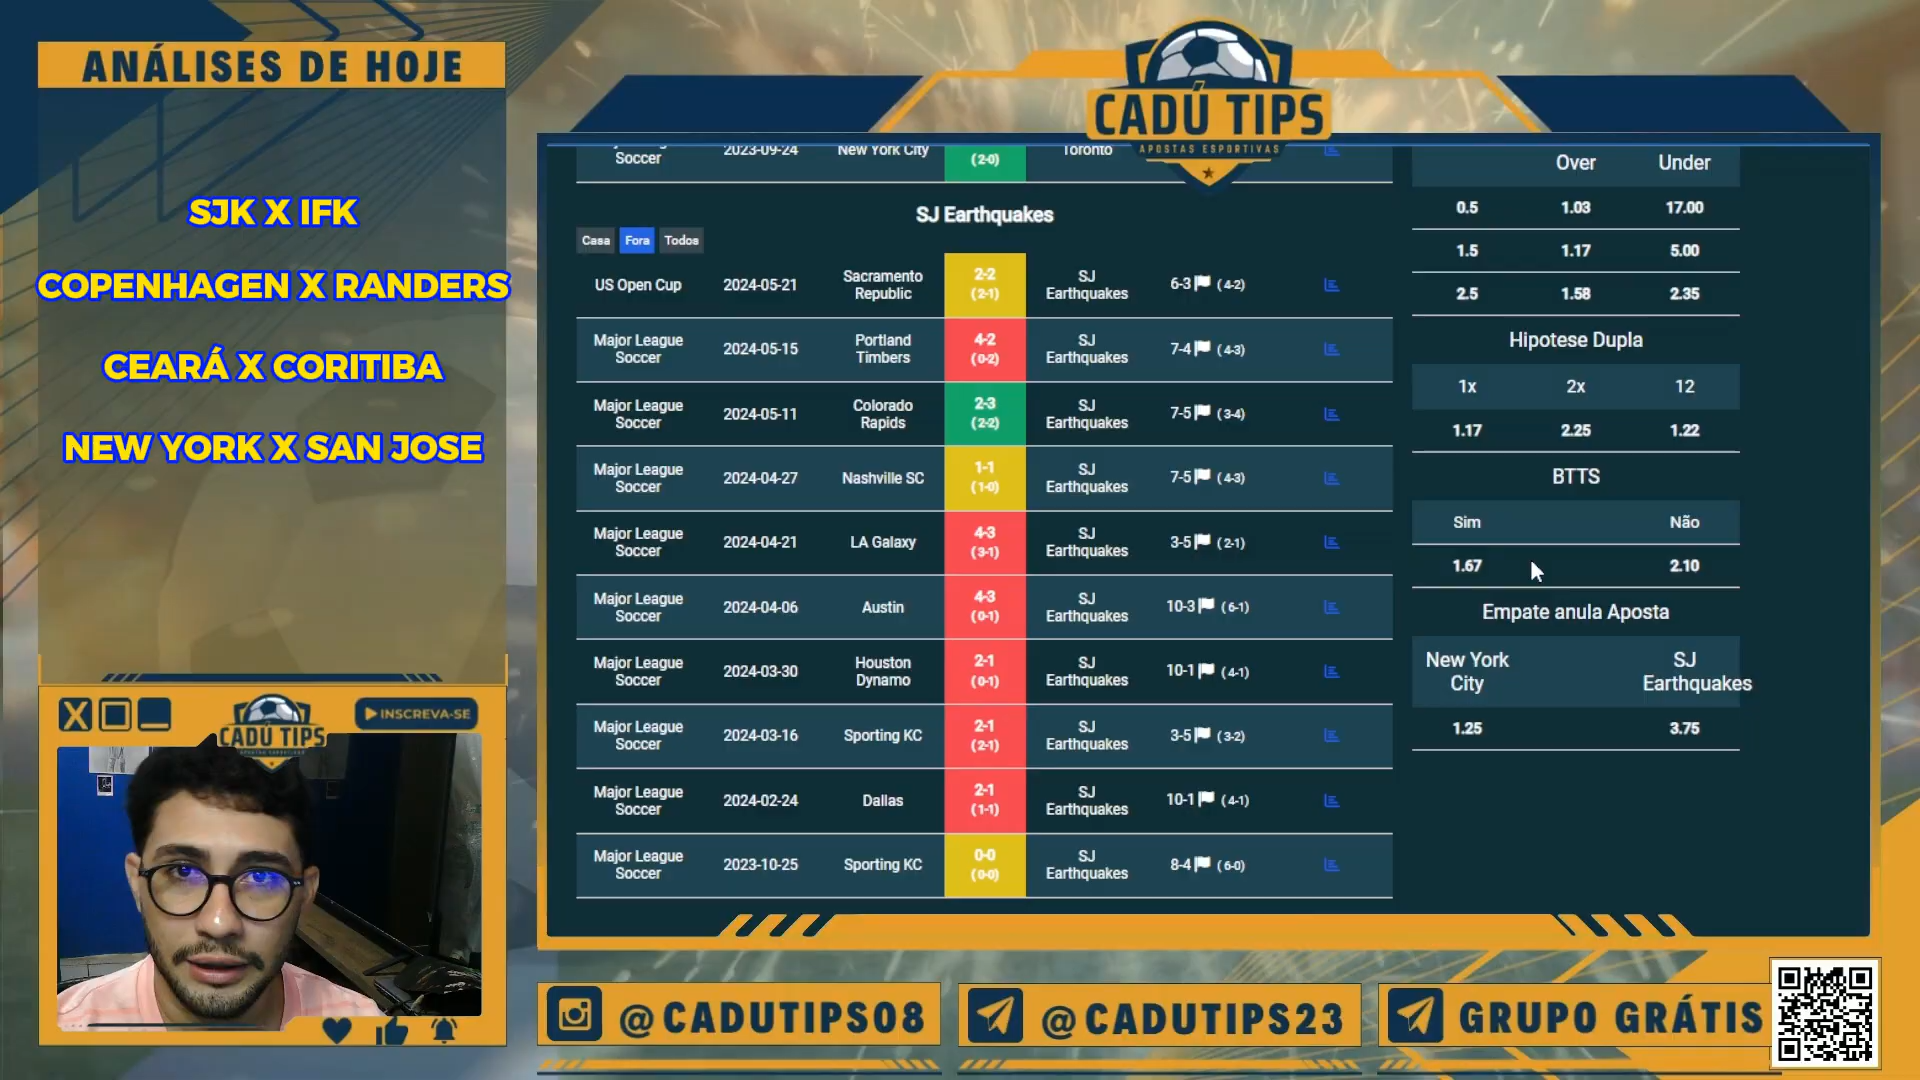 ANÁLISES DE HOJE
SJK X IFK
COPENHAGEN X RANDERS
CEARÁ X CORITIBA
NEW YORK X SAN JOSE
CADÚ TIPS
APOSTAS ESPORTIVAS
Soccer 2023-09-24 New York City (2-0) Toronto
SJ Earthquakes
Casa Fora Todos
US Open Cup 2024-05-21 Sacramento Republic 2-2 (2-1) SJ Earthquakes 6-3 (4-2)
Major League Soccer 2024-05-15 Portland Timbers 4-2 (0-2) SJ Earthquakes 7-4 (4-3)
Major League Soccer 2024-05-11 Colorado Rapids 2-3 (2-2) SJ Earthquakes 7-5 (3-4)
Major League Soccer 2024-04-27 Nashville SC 1-1 (1-0) SJ Earthquakes 7-5 (4-3)
Major League Soccer 2024-04-21 LA Galaxy 4-3 (3-1) SJ Earthquakes 3-5 (2-1)
Major League Soccer 2024-04-06 Austin 4-3 (0-1) SJ Earthquakes 10-3 (6-1)
Major League Soccer 2024-03-30 Houston Dynamo 2-1 (0-1) SJ Earthquakes 10-1 (4-1)
Major League Soccer 2024-03-16 Sporting KC 2-1 (2-1) SJ Earthquakes 3-5 (3-2)
Major League Soccer 2024-02-24 Dallas 2-1 (1-1) SJ Earthquakes 10-1 (4-1)
Major League Soccer 2023-10-25 Sporting KC 0-0 (0-0) SJ Earthquakes 8-4 (6-0)
Over Under
0.5 1.03 17.00
1.5 1.17 5.00
2.5 1.58 2.35
Hipotese Dupla
1x 2x 12
1.17 2.25 1.22
BTTS
Sim Não
1.67 2.10
Empate anula Aposta
New York City SJ Earthquakes
1.25 3.75
CADÚ TIPS
INSCREVA-SE
@CADUTIPS08
@CADUTIPS23
GRUPO GRÁTIS